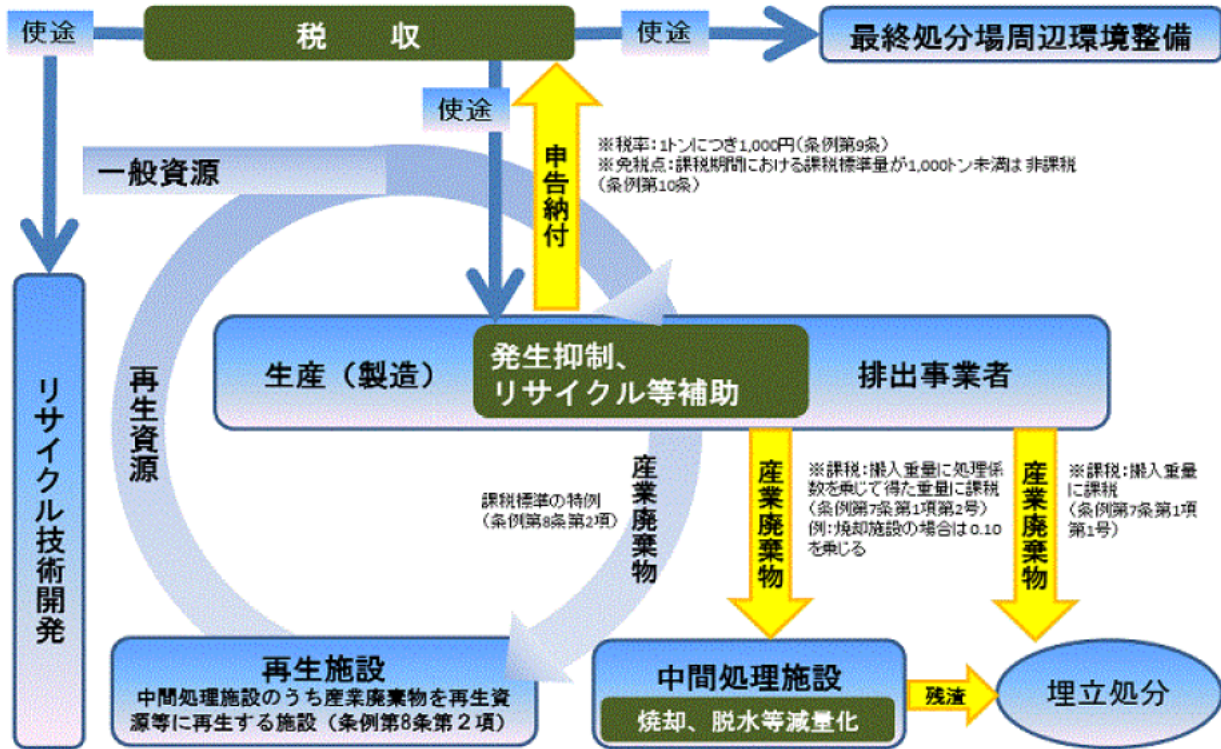 使途
税　収
使途
最終処分場周辺環境整備
使途
申告納付
※税率：1トンにつき1,000円（条例第9条）
※免税点：課税期間における課税標準量が1,000トン未満は非課税
（条例第10条）
一般資源
リサイクル技術開発
再生資源
生産（製造）
発生抑制、
リサイクル等補助
排出事業者
課税標準の特例
（条例第8条第2項）
産業廃棄物
産業廃棄物
※課税：搬入重量に処理係
数を乗じて得た重量に課税
（条例第7条第1項第2号）
例：焼却施設の場合は0.10
を乗じる
産業廃棄物
※課税：搬入重量
に課税
（条例第7条第1項
第1号）
再生施設
中間処理施設のうち産業廃棄物を再生資
源等に再生する施設（条例第8条第２項）
中間処理施設
焼却、脱水等減量化
残渣
埋立処分